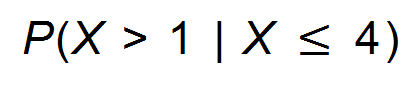 P(X > 1 | X ≤ 4)